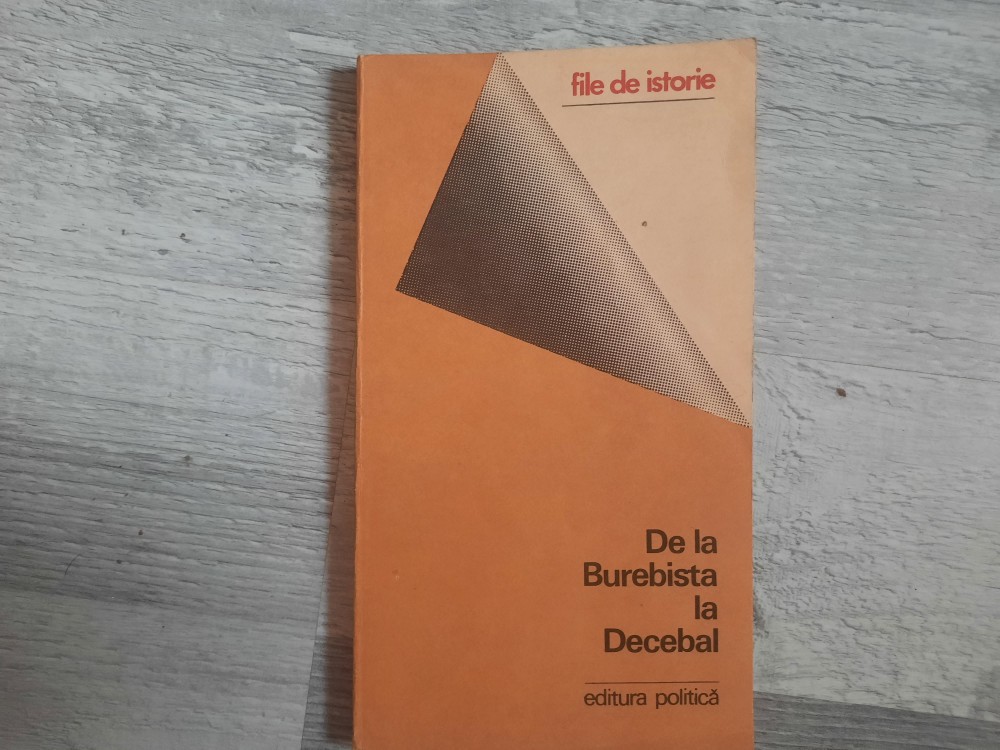 file de istorie
De la
Burebista
la
Decebal
editura politică